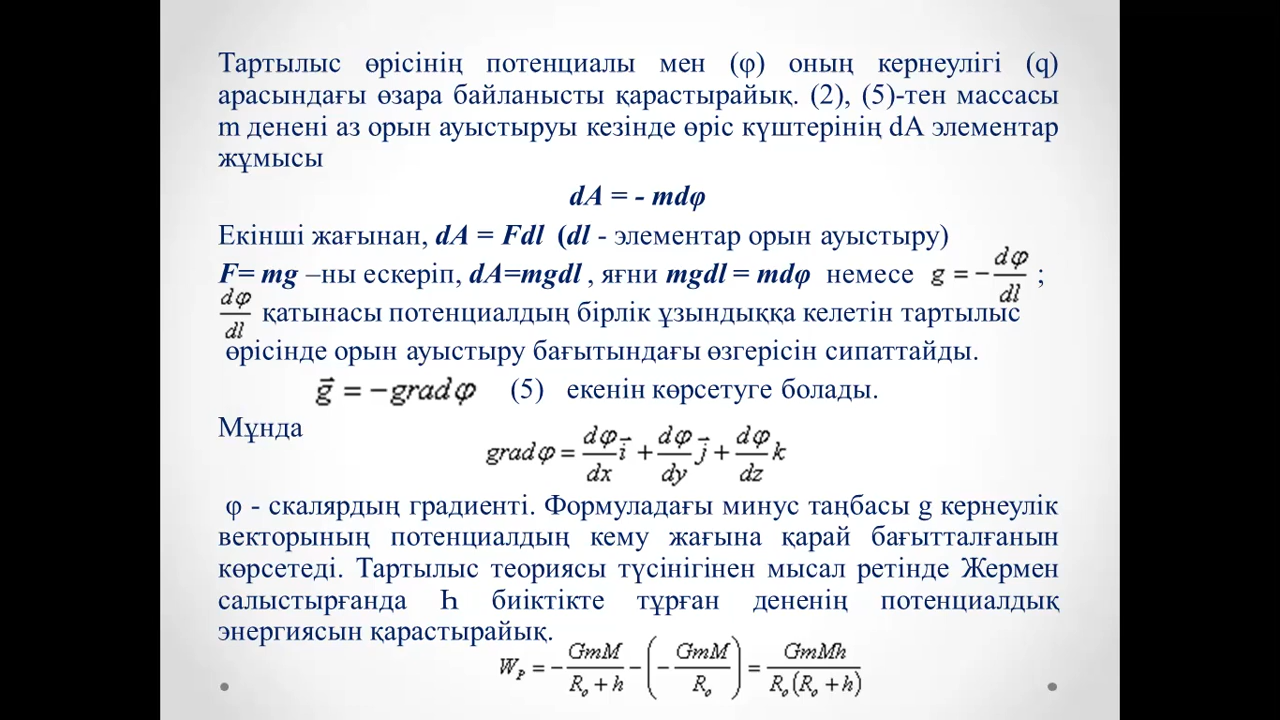 Тартылыс өрісінің потенциалы мен (φ) оның кернеулігі (q)
арасындағы өзара байланысты қарастырайық. (2), (5)-тен массасы
m денені аз орын ауыстыруы кезінде өріс күштерінің dA элементар
жұмысы
dA = - mdφ
Екінші жағынан, dA = Fdl (dl - элементар орын ауыстыру)
F= mg –ны ескеріп, dA=mgdl , яғни mgdl = mdφ немесе g = -dφ/dl ;
dφ/dl қатынасы потенциалдың бірлік ұзындыққа келетін тартылыс
өрісінде орын ауыстыру бағытындағы өзгерісін сипаттайды.
g⃗ = -grad φ (5) екенін көрсетуге болады.
Мұнда
grad φ = dφ/dx i⃗ + dφ/dy j⃗ + dφ/dz k
φ - скалярдың градиенті. Формуладағы минус таңбасы g кернеулік
векторының потенциалдың кему жағына қарай бағытталғанын
көрсетеді. Тартылыс теориясы түсінігінен мысал ретінде Жермен
салыстырғанда Һ биіктікте тұрған дененің потенциалдық
энергиясын қарастырайық.
W_P = -GmM/(R_o + h) - (-GmM/R_o) = GmMh/(R_o(R_o + h))